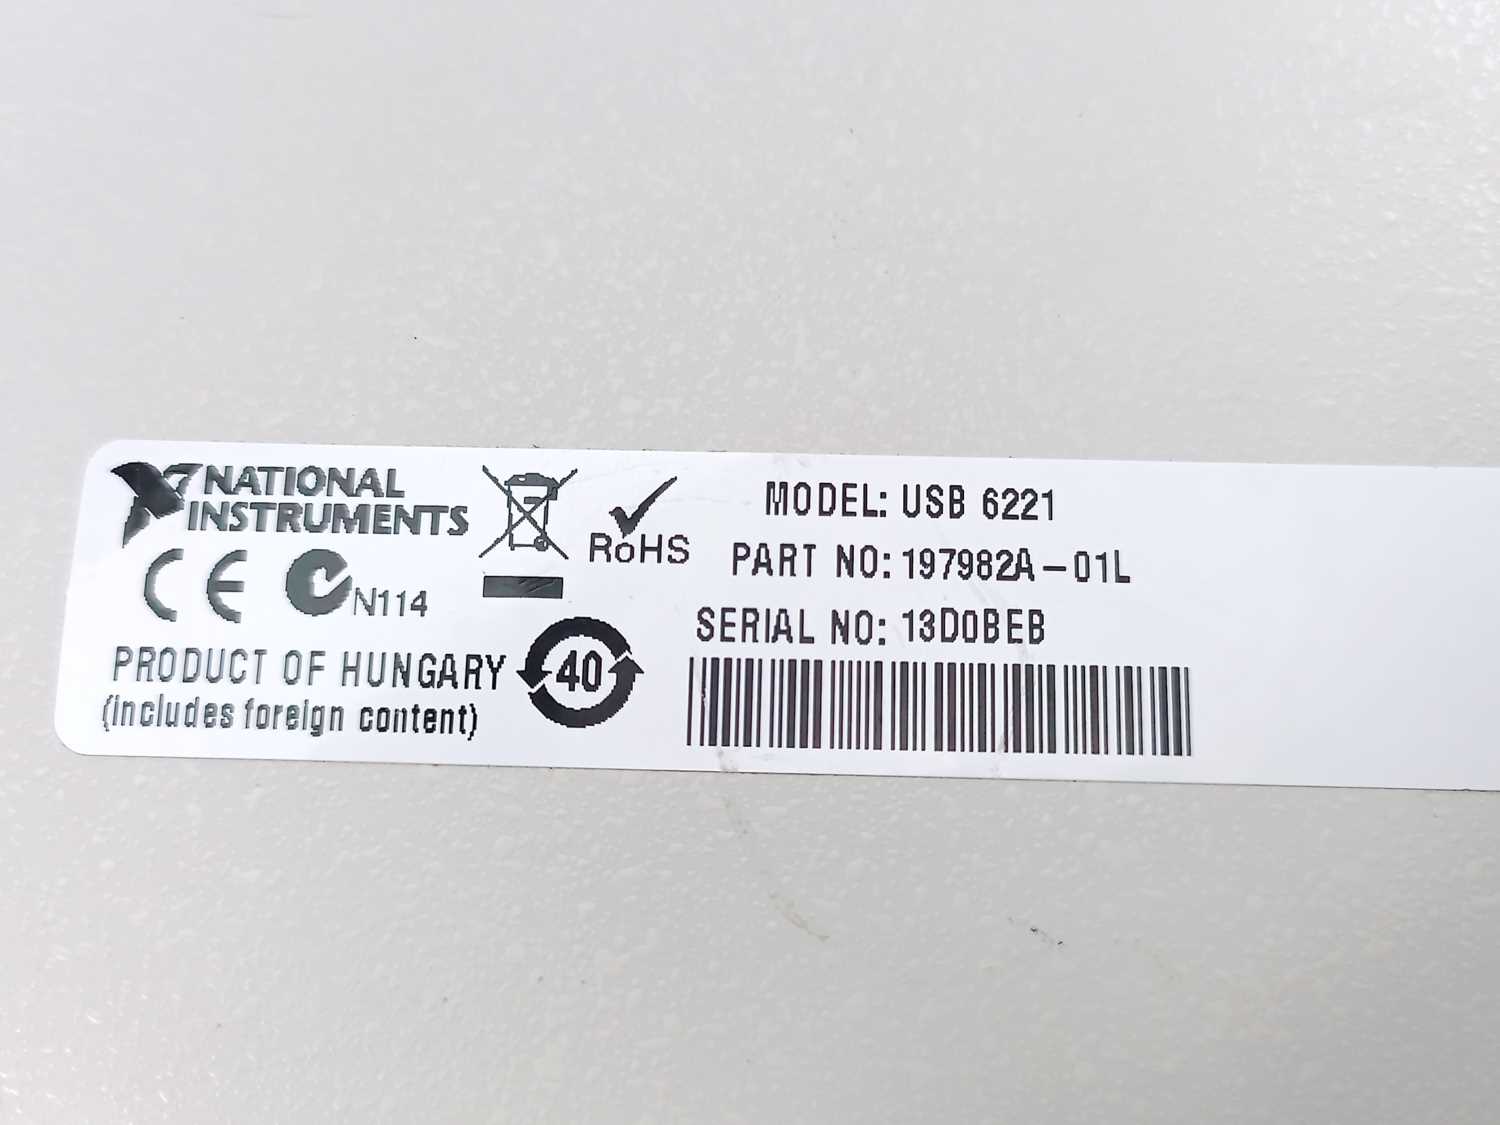 NATIONAL
INSTRUMENTS
RoHS
N114
PRODUCT OF HUNGARY
(includes foreign content)
40
MODEL: USB 6221
PART NO: 197982A-01L
SERIAL NO: 13D0BEB